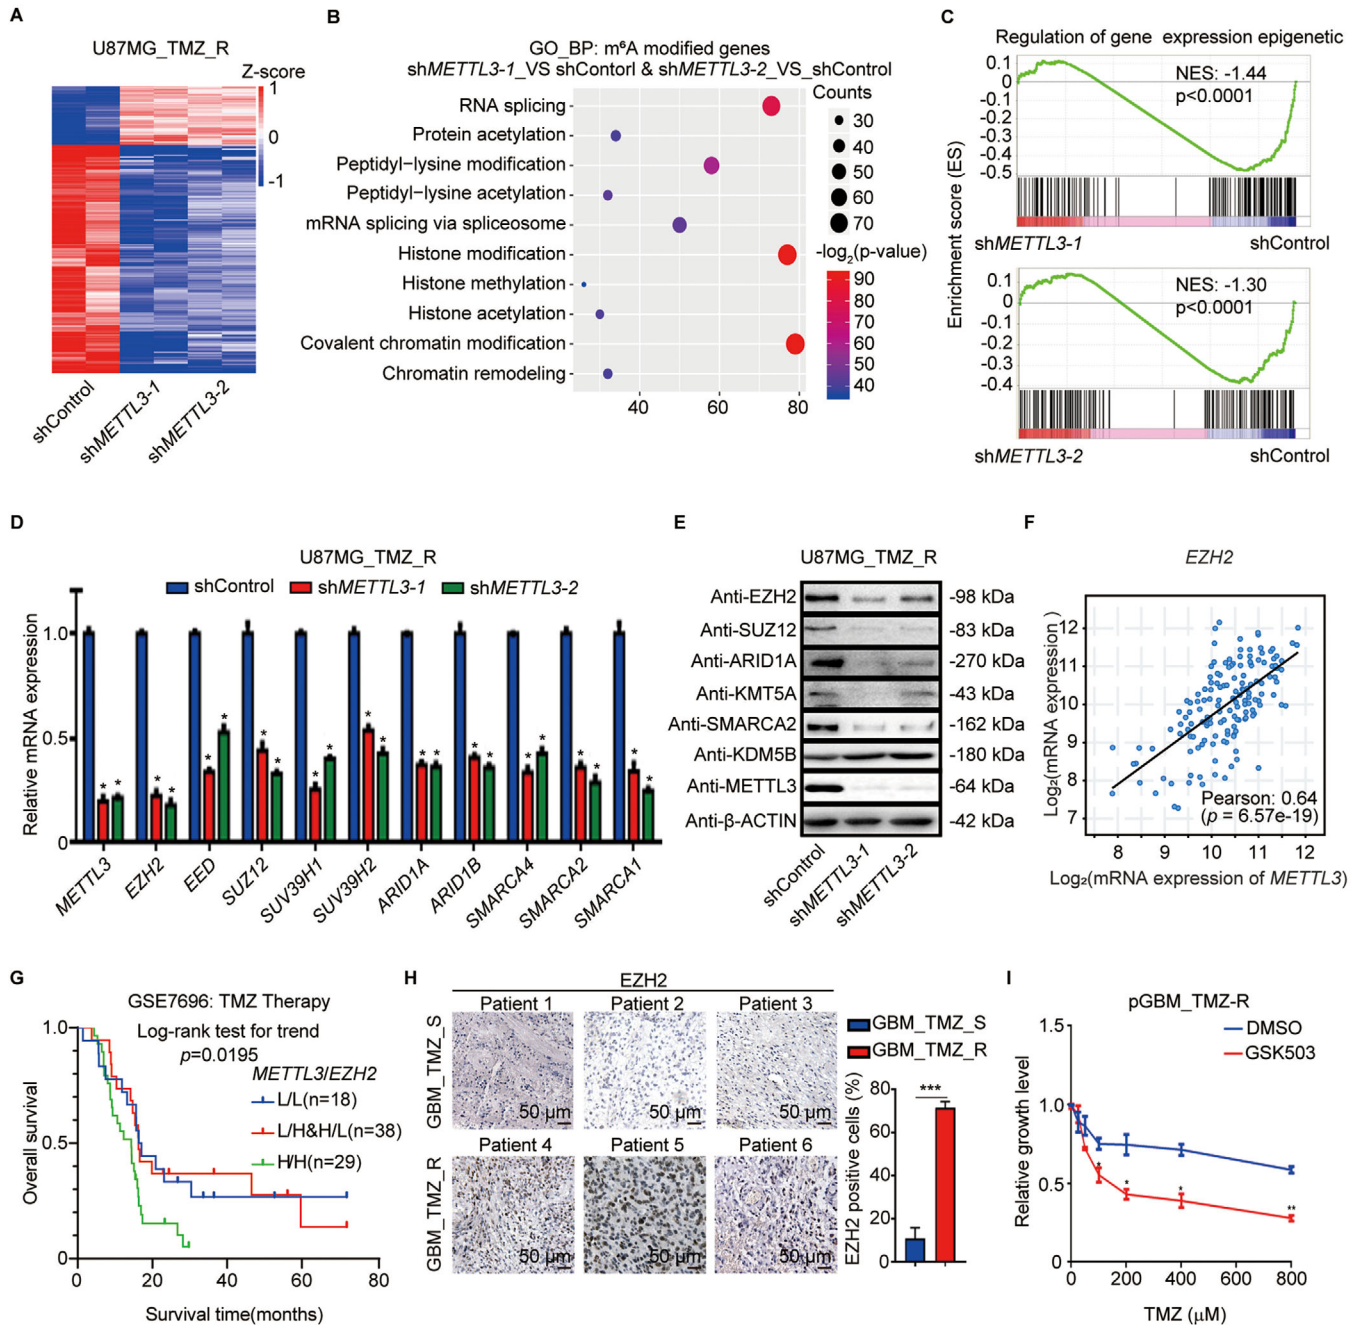 A
U87MG_TMZ_R
Z-score
1
0
-1
shControl
shMETTL3-1
shMETTL3-2
B
GO_BP: m⁶A modified genes
shMETTL3-1_VS shContorl & shMETTL3-2_VS_shControl
RNA splicing
Protein acetylation
Peptidyl-lysine modification
Peptidyl-lysine acetylation
mRNA splicing via spliceosome
Histone modification
Histone methylation
Histone acetylation
Covalent chromatin modification
Chromatin remodeling
40 60 80
Counts
30
40
50
60
70
-log₂(p-value)
90
80
70
60
50
40
C
Regulation of gene expression epigenetic
Enrichment score (ES)
0.1
0
-0.1
-0.2
-0.3
-0.4
-0.5
NES: -1.44
p<0.0001
shMETTL3-1 shControl
0.1
0
-0.1
-0.2
-0.3
-0.4
NES: -1.30
p<0.0001
shMETTL3-2 shControl
D
U87MG_TMZ_R
shControl shMETTL3-1 shMETTL3-2
Relative mRNA expression
1.0
0.5
0
* * * * * * * * * * * * * * * * * * * * * *
METTL3
EZH2
EED
SUZ12
SUV39H1
SUV39H2
ARID1A
ARID1B
SMARCA4
SMARCA2
SMARCA1
E
U87MG_TMZ_R
Anti-EZH2 -98 kDa
Anti-SUZ12 -83 kDa
Anti-ARID1A -270 kDa
Anti-KMT5A -43 kDa
Anti-SMARCA2 -162 kDa
Anti-KDM5B -180 kDa
Anti-METTL3 -64 kDa
Anti-β-ACTIN -42 kDa
shControl
shMETTL3-1
shMETTL3-2
F
EZH2
Log₂(mRNA expression)
12
11
10
9
8
7
Pearson: 0.64
(p = 6.57e-19)
8 9 10 11 12
Log₂(mRNA expression of METTL3)
G
GSE7696: TMZ Therapy
Log-rank test for trend
p=0.0195
METTL3/EZH2
L/L(n=18)
L/H&H/L(n=38)
H/H(n=29)
Overall survival
1.0
0.5
0
0 20 40 60 80
Survival time(months)
H
EZH2
Patient 1 Patient 2 Patient 3
GBM_TMZ_S
50 µm 50 µm 50 µm
Patient 4 Patient 5 Patient 6
GBM_TMZ_R
50 µm 50 µm 50 µm
GBM_TMZ_S
GBM_TMZ_R
EZH2 positive cells (%)
80
60
40
20
0
***
I
pGBM_TMZ-R
DMSO
GSK503
Relative growth level
1.5
1.0
0.5
0
* * * **
0 200 400 600 800
TMZ (µM)